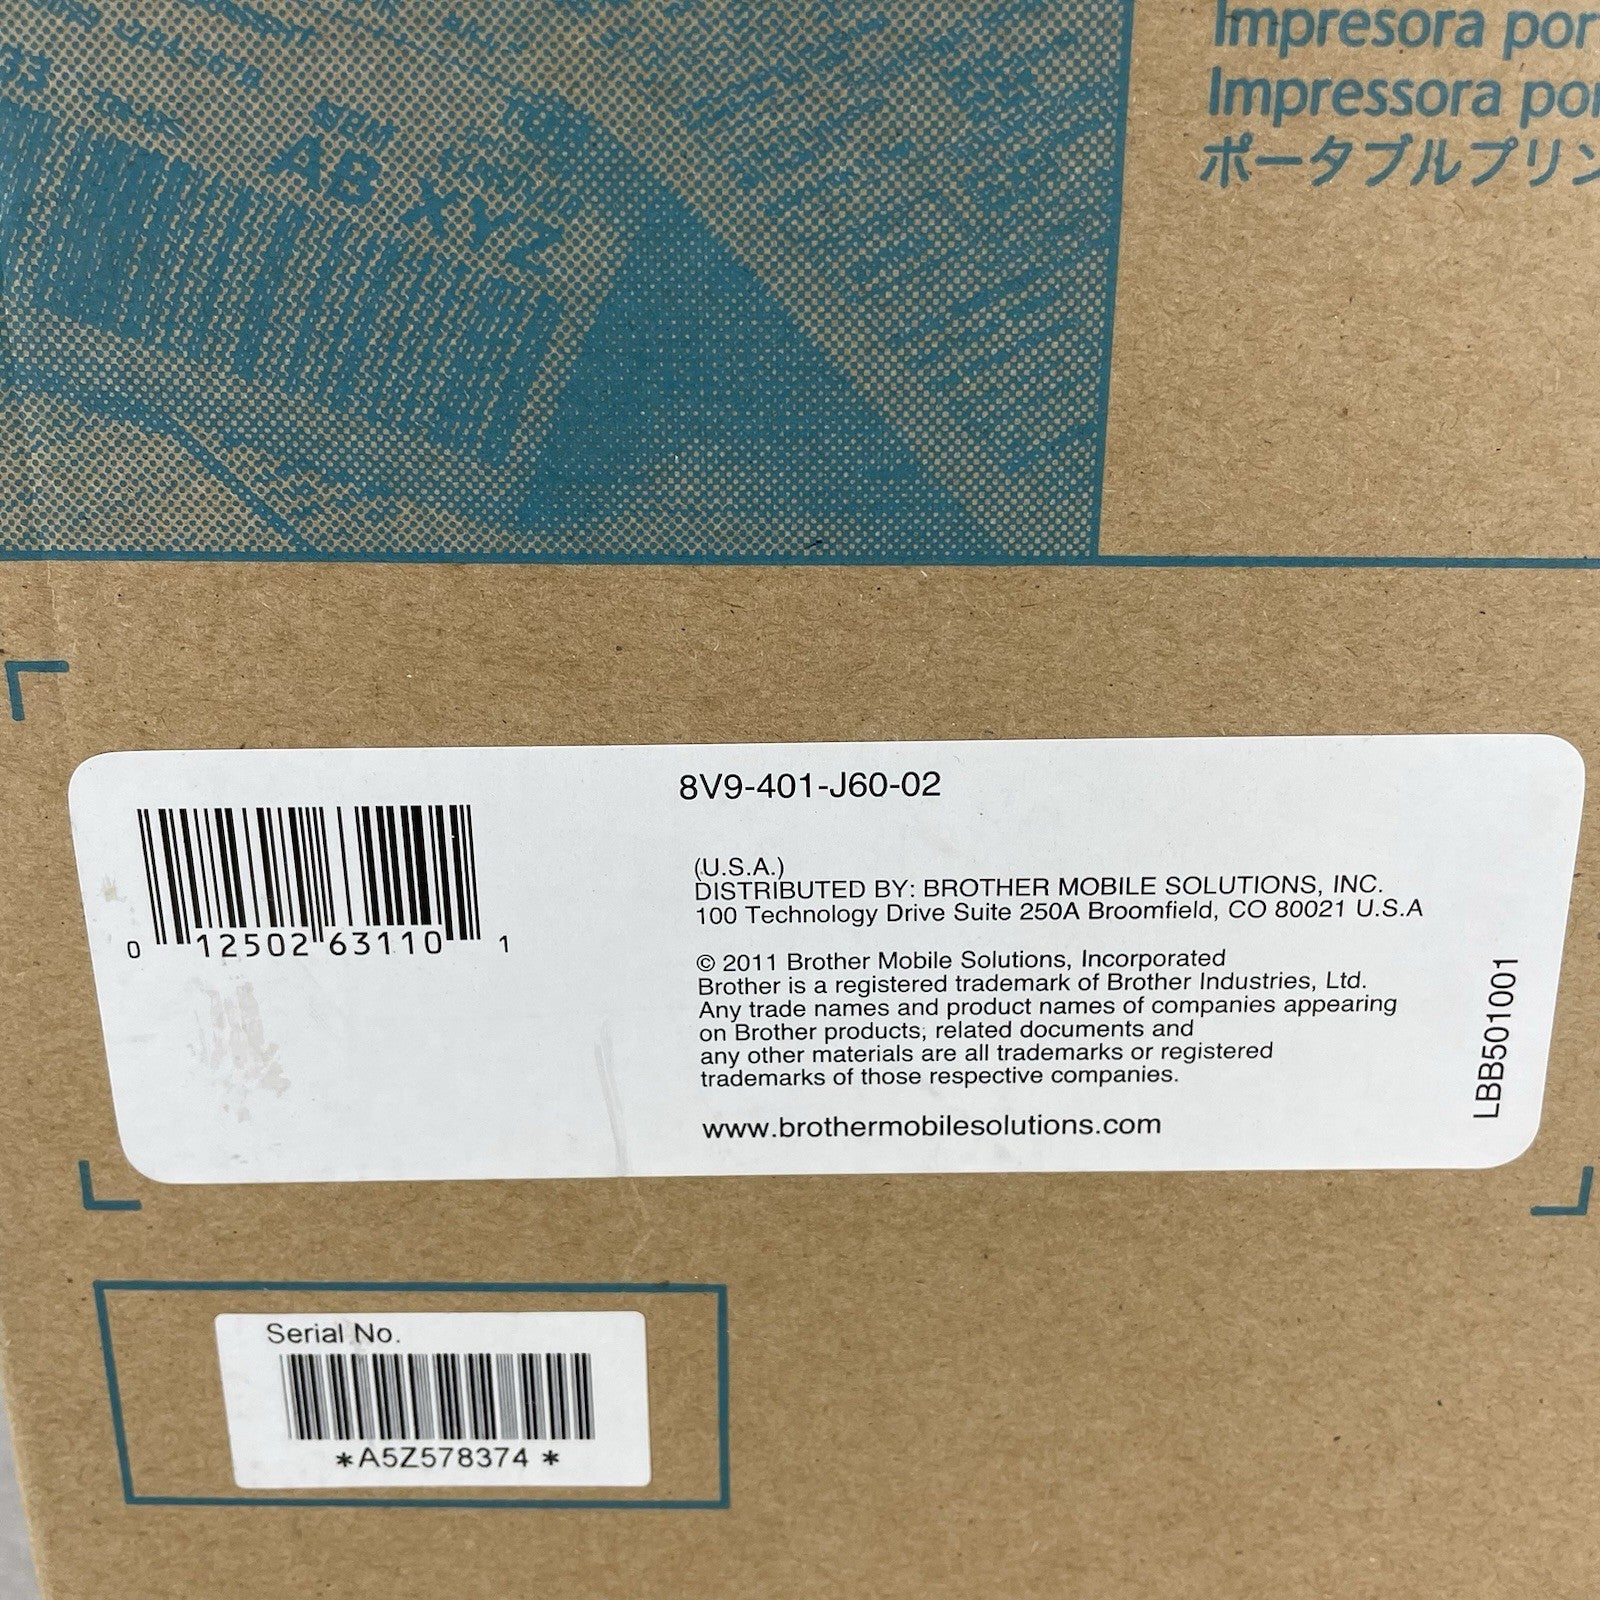 Impresora por
Impressora por
ポータブルプリン
12345678
AB XYZ
8V9-401-J60-02
0 12502 63110 1
(U.S.A.)
DISTRIBUTED BY: BROTHER MOBILE SOLUTIONS, INC.
100 Technology Drive Suite 250A Broomfield, CO 80021 U.S.A
© 2011 Brother Mobile Solutions, Incorporated
Brother is a registered trademark of Brother Industries, Ltd.
Any trade names and product names of companies appearing
on Brother products, related documents and
any other materials are all trademarks or registered
trademarks of those respective companies.
www.brothermobilesolutions.com
LBB501001
Serial No.
*A5Z578374*